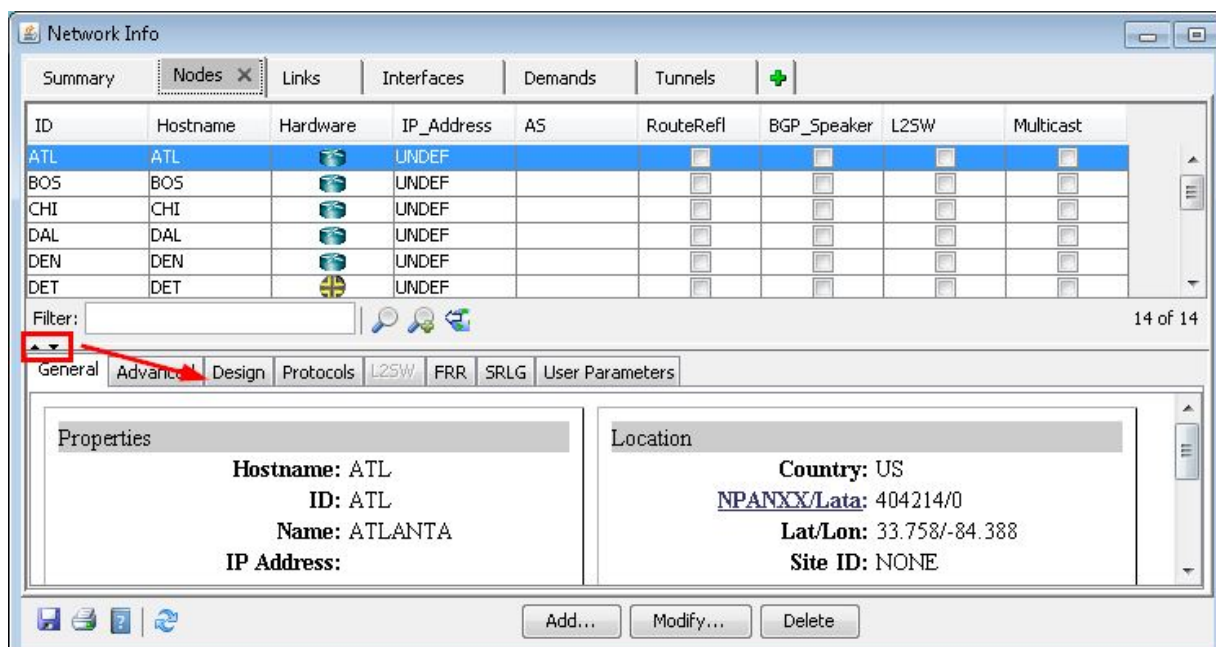 Network Info
Summary Nodes Links Interfaces Demands Tunnels
ID Hostname Hardware IP_Address AS RouteRefl BGP_Speaker L2SW Multicast
ATL ATL UNDEF
BOS BOS UNDEF
CHI CHI UNDEF
DAL DAL UNDEF
DEN DEN UNDEF
DET DET UNDEF
Filter: 14 of 14
General Advanced Design Protocols L2SW FRR SRLG User Parameters
Properties
Hostname: ATL
ID: ATL
Name: ATLANTA
IP Address:
Location
Country: US
NPANXX/Lata: 404214/0
Lat/Lon: 33.758/-84.388
Site ID: NONE
Add... Modify... Delete